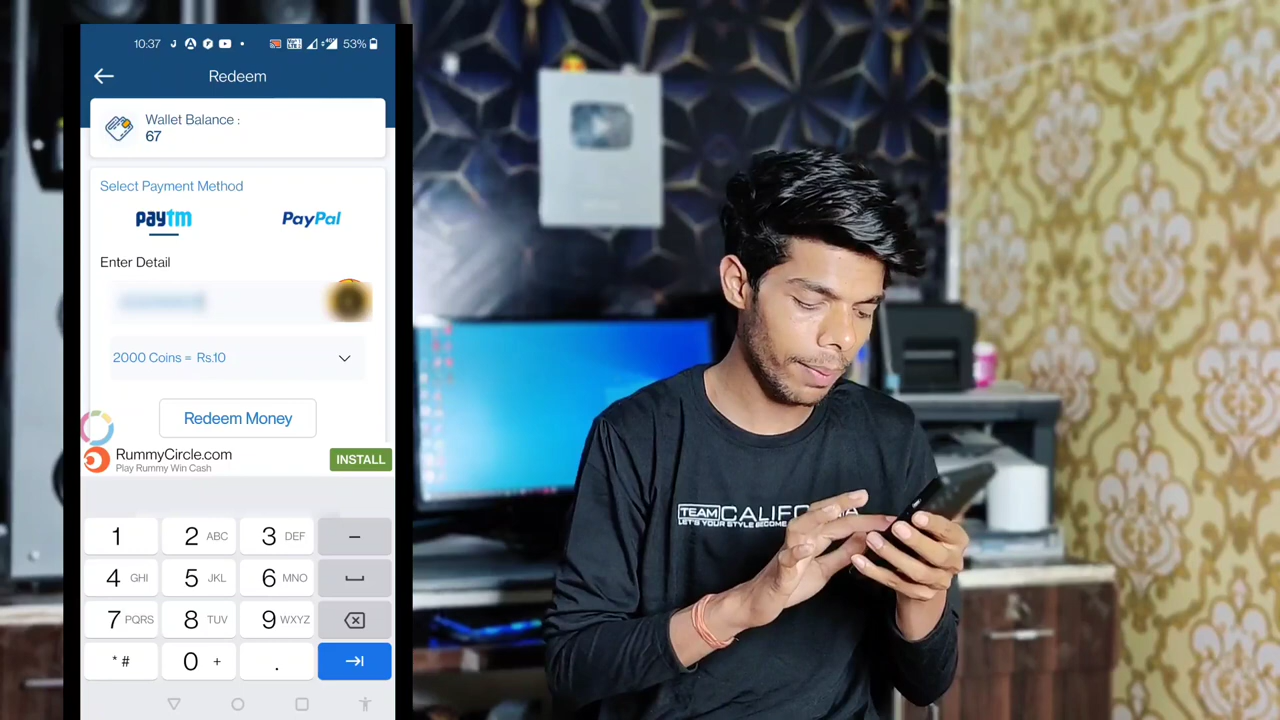 10:37
53%
Redeem
Wallet Balance :
67
Select Payment Method
paytm
PayPal
Enter Detail
2000 Coins = Rs.10
Redeem Money
RummyCircle.com
Play Rummy Win Cash
INSTALL
1
2 ABC
3 DEF
–
4 GHI
5 JKL
6 MNO
7 PQRS
8 TUV
9 WXYZ
* #
0 +
.
TEAM CALIFORNIA
LET'S YOUR STYLE BECOME